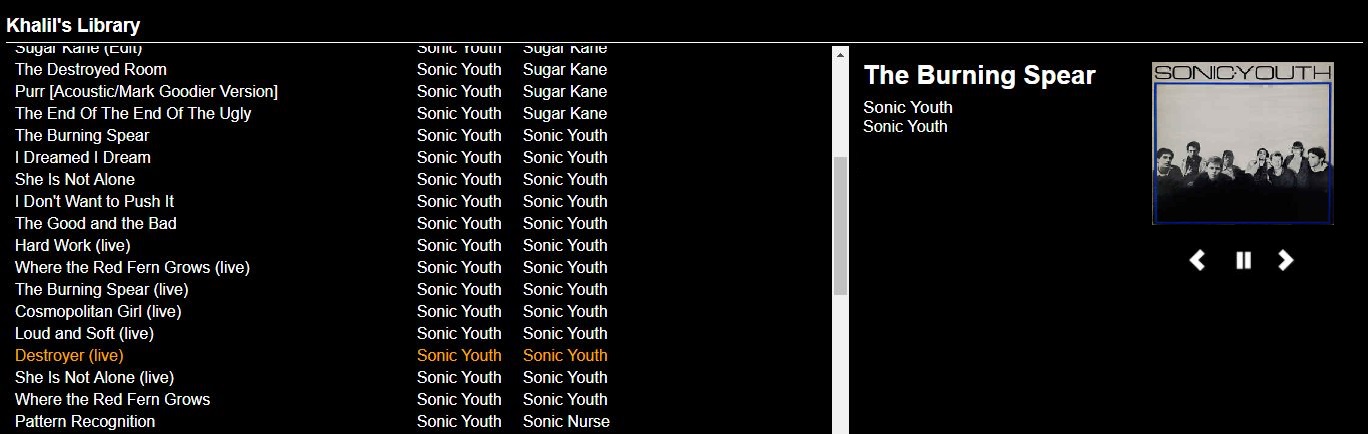 Khalil's Library
Sugar Kane (Edit) Sonic Youth Sugar Kane
The Destroyed Room Sonic Youth Sugar Kane
Purr [Acoustic/Mark Goodier Version] Sonic Youth Sugar Kane
The End Of The End Of The Ugly Sonic Youth Sugar Kane
The Burning Spear Sonic Youth Sonic Youth
I Dreamed I Dream Sonic Youth Sonic Youth
She Is Not Alone Sonic Youth Sonic Youth
I Don't Want to Push It Sonic Youth Sonic Youth
The Good and the Bad Sonic Youth Sonic Youth
Hard Work (live) Sonic Youth Sonic Youth
Where the Red Fern Grows (live) Sonic Youth Sonic Youth
The Burning Spear (live) Sonic Youth Sonic Youth
Cosmopolitan Girl (live) Sonic Youth Sonic Youth
Loud and Soft (live) Sonic Youth Sonic Youth
Destroyer (live) Sonic Youth Sonic Youth
She Is Not Alone (live) Sonic Youth Sonic Youth
Where the Red Fern Grows Sonic Youth Sonic Youth
Pattern Recognition Sonic Youth Sonic Nurse
The Burning Spear
Sonic Youth
Sonic Youth
SONIC·YOUTH